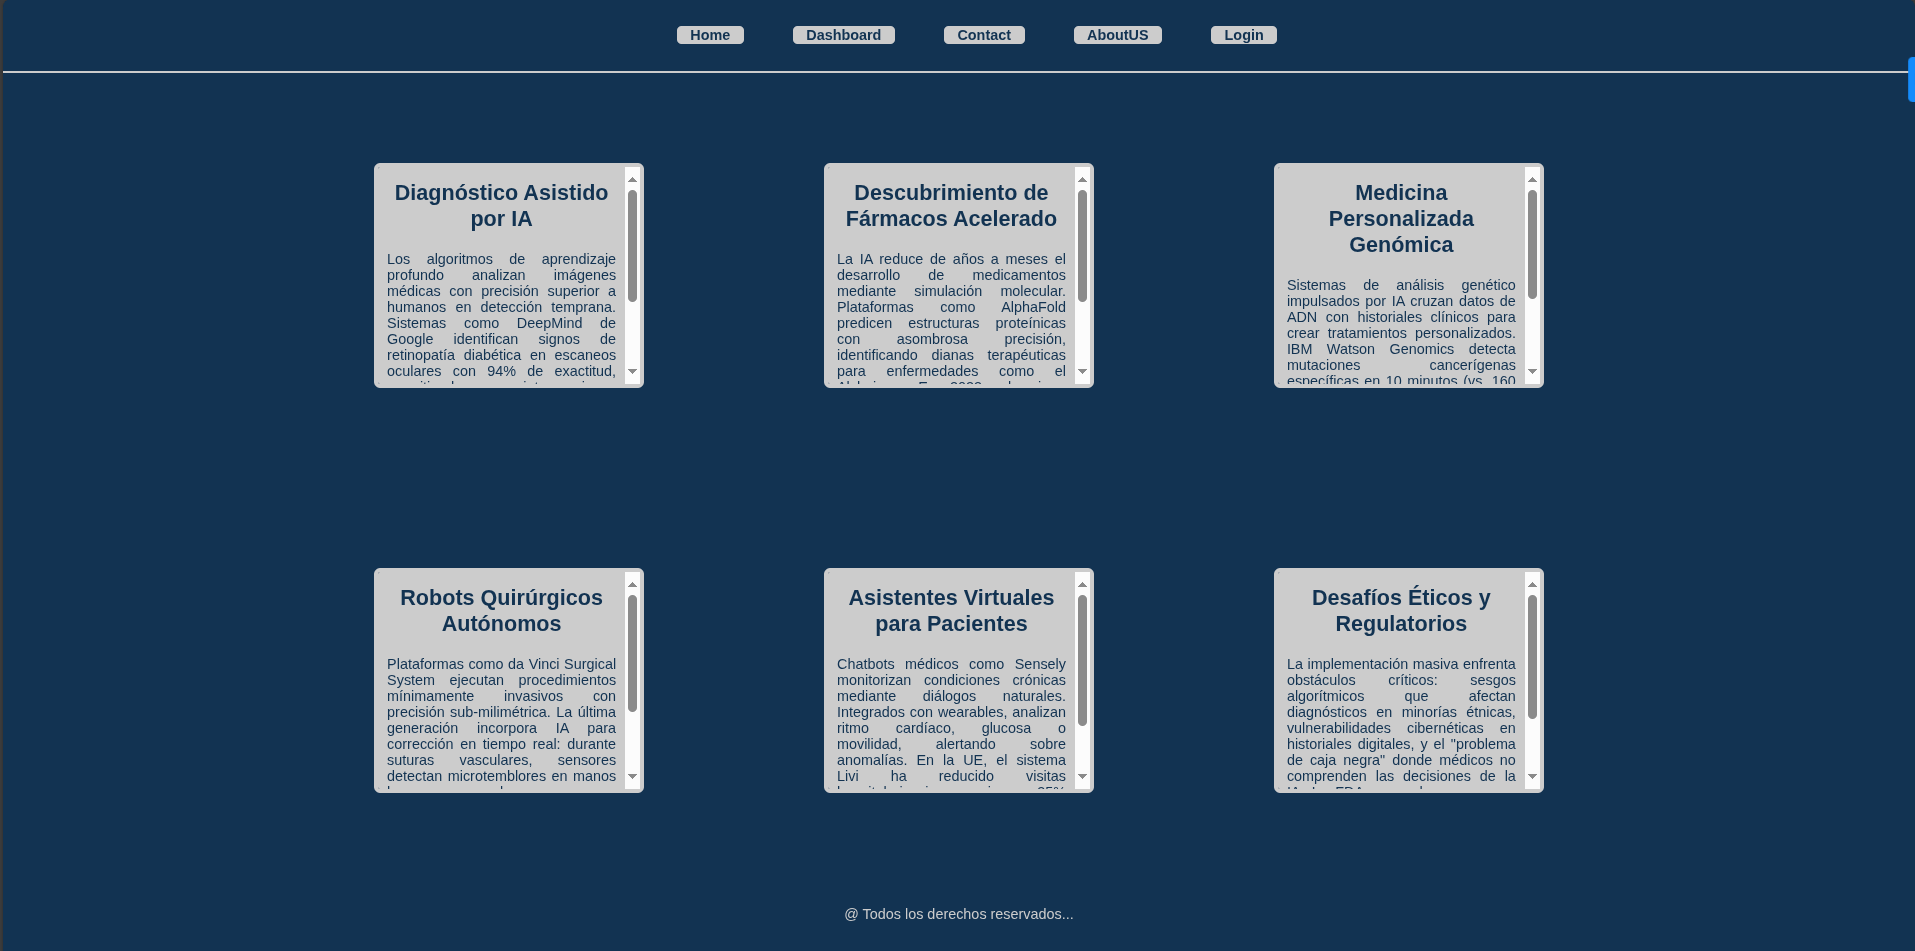 Home Dashboard Contact AboutUS Login
Diagnóstico Asistido
por IA
Los algoritmos de aprendizaje
profundo analizan imágenes
médicas con precisión superior a
humanos en detección temprana.
Sistemas como DeepMind de
Google identifican signos de
retinopatía diabética en escaneos
oculares con 94% de exactitud,
Descubrimiento de
Fármacos Acelerado
La IA reduce de años a meses el
desarrollo de medicamentos
mediante simulación molecular.
Plataformas como AlphaFold
predicen estructuras proteínicas
con asombrosa precisión,
identificando dianas terapéuticas
para enfermedades como el
Medicina
Personalizada
Genómica
Sistemas de análisis genético
impulsados por IA cruzan datos de
ADN con historiales clínicos para
crear tratamientos personalizados.
IBM Watson Genomics detecta
mutaciones cancerígenas
específicas en 10 minutos (vs. 160
Robots Quirúrgicos
Autónomos
Plataformas como da Vinci Surgical
System ejecutan procedimientos
mínimamente invasivos con
precisión sub-milimétrica. La última
generación incorpora IA para
corrección en tiempo real: durante
suturas vasculares, sensores
detectan microtemblores en manos
Asistentes Virtuales
para Pacientes
Chatbots médicos como Sensely
monitorizan condiciones crónicas
mediante diálogos naturales.
Integrados con wearables, analizan
ritmo cardíaco, glucosa o
movilidad, alertando sobre
anomalías. En la UE, el sistema
Livi ha reducido visitas
Desafíos Éticos y
Regulatorios
La implementación masiva enfrenta
obstáculos críticos: sesgos
algorítmicos que afectan
diagnósticos en minorías étnicas,
vulnerabilidades cibernéticas en
historiales digitales, y el "problema
de caja negra" donde médicos no
comprenden las decisiones de la
@ Todos los derechos reservados...